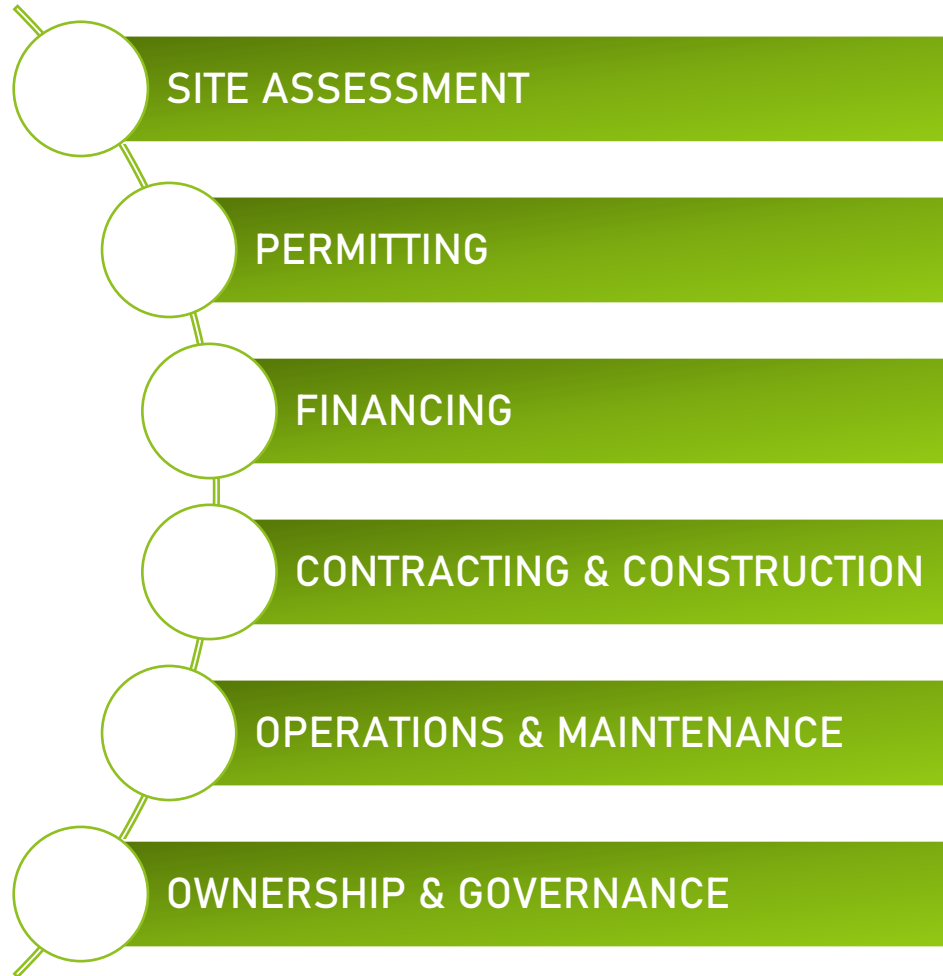 SITE ASSESSMENT
PERMITTING
FINANCING
CONTRACTING & CONSTRUCTION
OPERATIONS & MAINTENANCE
OWNERSHIP & GOVERNANCE